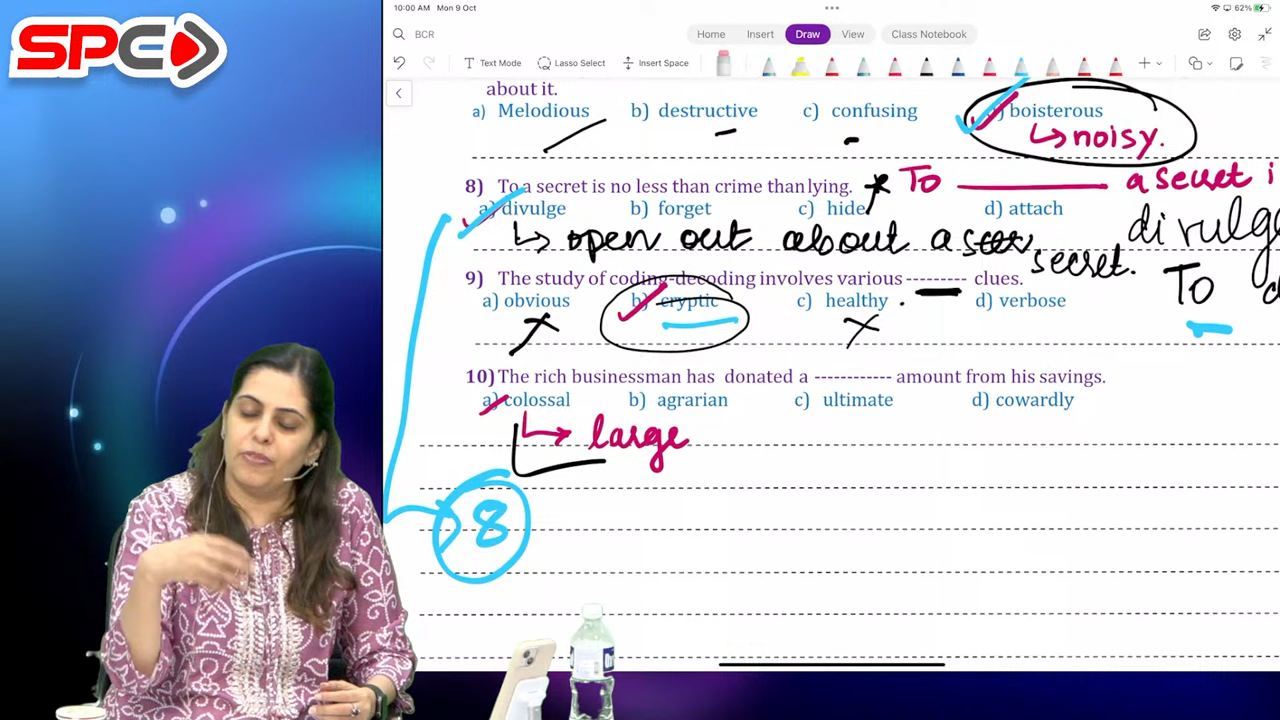 SPE
10:00 AM Mon 9 Oct
62%
BCR
Home Insert Draw View Class Notebook
Text Mode Lasso Select Insert Space
about it.
a) Melodious b) destructive c) confusing d) boisterous
↳ noisy.
8) To a secret is no less than crime than lying. * To ______ a secret i
a) divulge b) forget c) hide d) attach
↳ open out about a secret. divulge
9) The study of coding-decoding involves various --------- clues.
To
a) obvious b) cryptic c) healthy d) verbose
10) The rich businessman has donated a ------------ amount from his savings.
a) colossal b) agrarian c) ultimate d) cowardly
↳ large
8